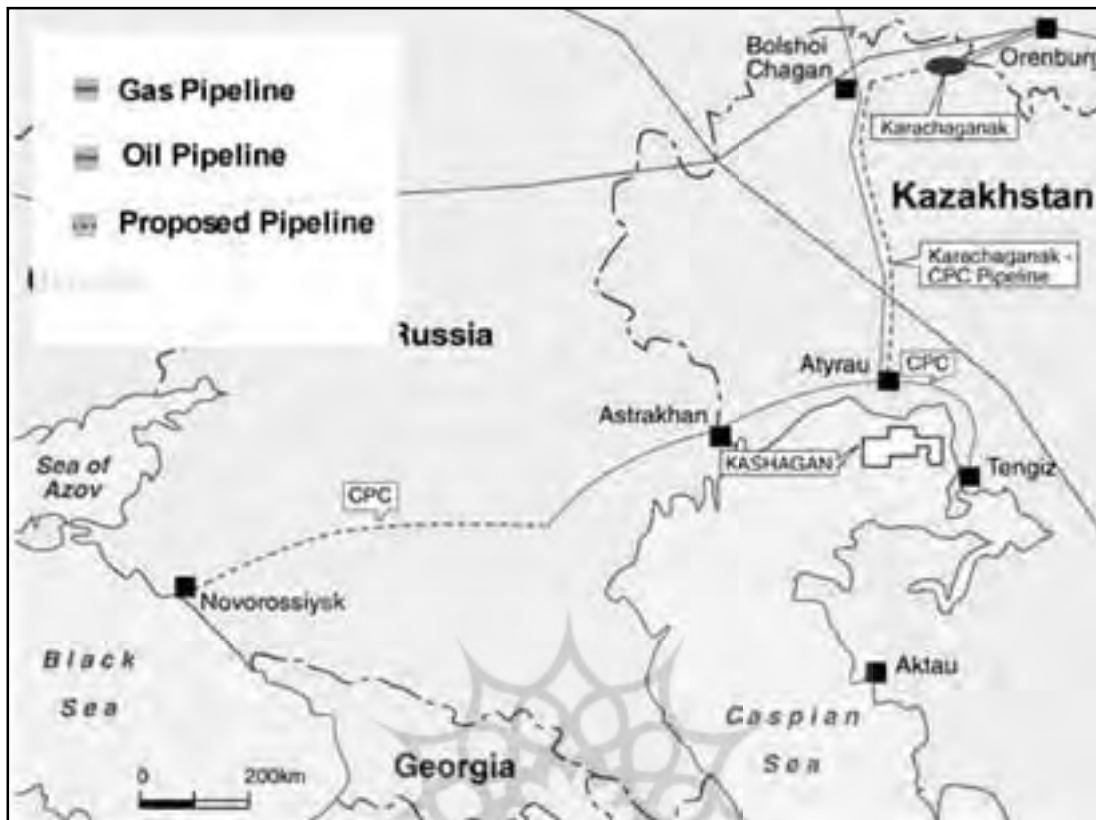 Gas Pipeline
Oil Pipeline
Proposed Pipeline
Bolshoi
Chagan
Orenburg
Karachaganak
Kazakhstan
Karachagansk -
CPC Pipeline
Russia
Atyrau
CPC
Astrakhan
KASHAGAN
Tengiz
Sea of
Azov
CPC
Novorossiysk
Black
Sea
Aktau
Caspian
Sea
Georgia
0 200km